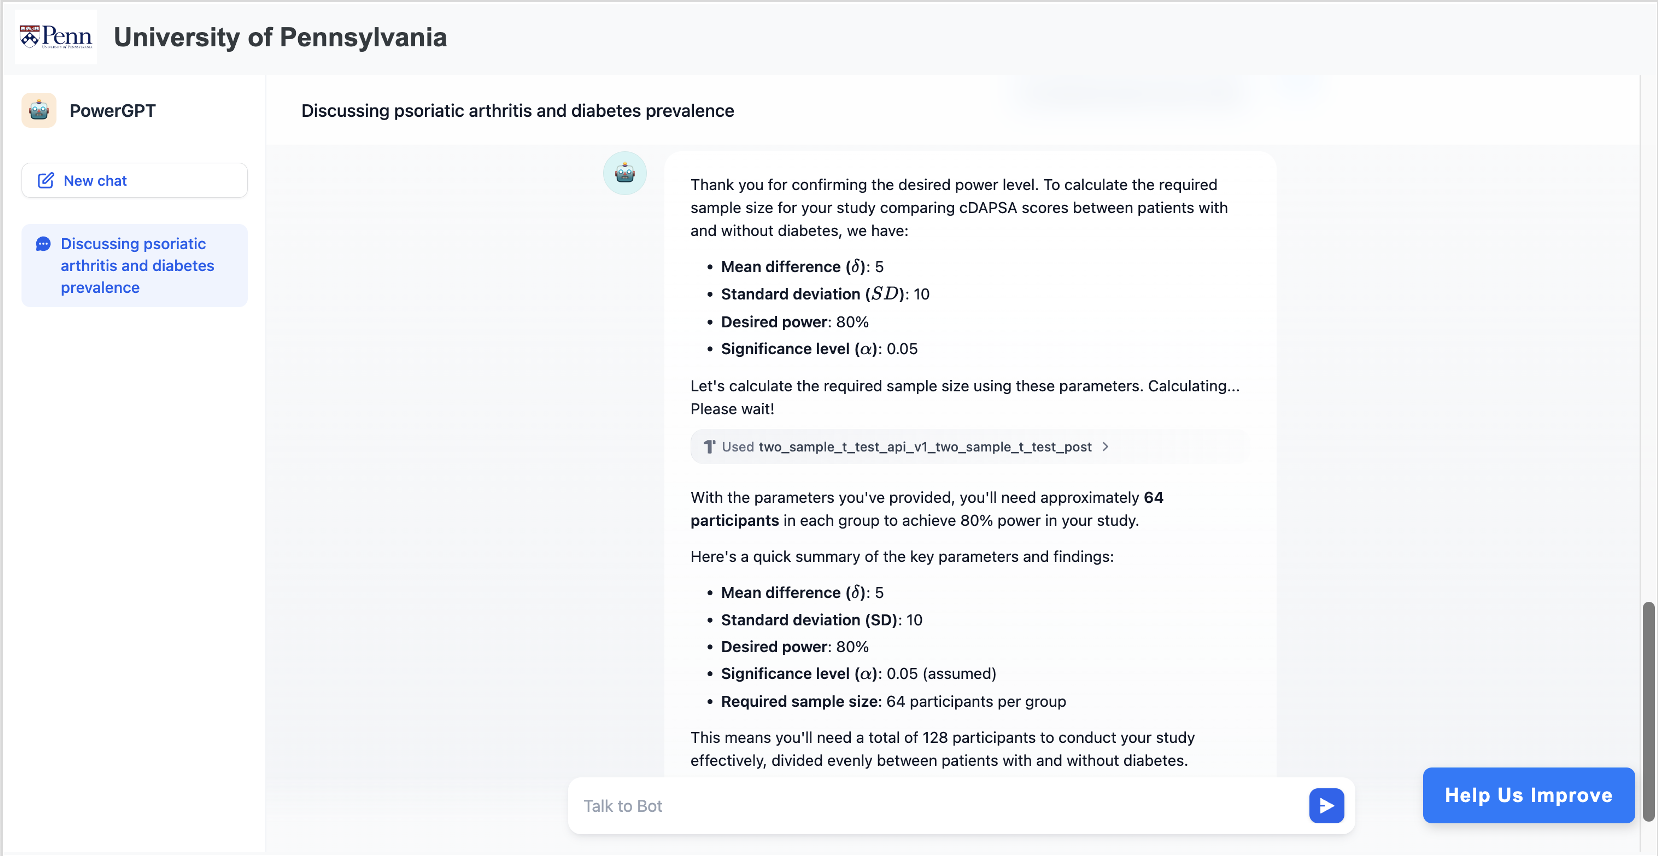 Penn
University of Pennsylvania
PowerGPT
Discussing psoriatic arthritis and diabetes prevalence
New chat
Discussing psoriatic
arthritis and diabetes
prevalence
Thank you for confirming the desired power level. To calculate the required
sample size for your study comparing cDAPSA scores between patients with
and without diabetes, we have:
• Mean difference (δ): 5
• Standard deviation (SD): 10
• Desired power: 80%
• Significance level (α): 0.05
Let's calculate the required sample size using these parameters. Calculating...
Please wait!
Used two_sample_t_test_api_v1_two_sample_t_test_post
With the parameters you've provided, you'll need approximately 64
participants in each group to achieve 80% power in your study.
Here's a quick summary of the key parameters and findings:
• Mean difference (δ): 5
• Standard deviation (SD): 10
• Desired power: 80%
• Significance level (α): 0.05 (assumed)
• Required sample size: 64 participants per group
This means you'll need a total of 128 participants to conduct your study
effectively, divided evenly between patients with and without diabetes.
Talk to Bot
Help Us Improve